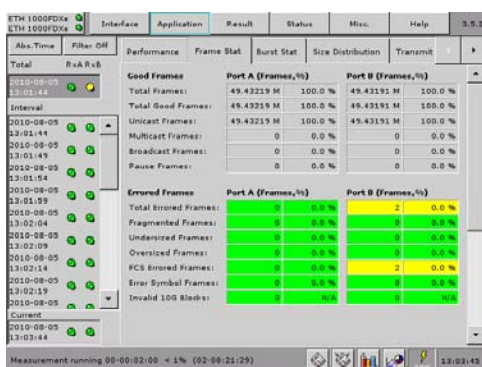 ETH 1000FDXs
ETH 1000FDXs
Interface Application Result Status Misc. Help 3.5.3
Abs.Time Filter Off
Performance Frame Stat Burst Stat Size Distribution Transmit
Total RxA RxB
2010-08-05
13:01:44
Interval
2010-08-05
13:01:44
2010-08-05
13:01:49
2010-08-05
13:01:54
2010-08-05
13:01:59
2010-08-05
13:02:04
2010-08-05
13:02:09
2010-08-05
13:02:14
2010-08-05
13:02:19
2010-08-05
Current
2010-08-05
13:03:44
Good Frames Port A (Frames,%) Port B (Frames,%)
Total Frames: 49.43219 M 100.0 % 49.43191 M 100.0 %
Total Good Frames: 49.43219 M 100.0 % 49.43191 M 100.0 %
Unicast Frames: 49.43219 M 100.0 % 49.43191 M 100.0 %
Multicast Frames: 0 0.0 % 0 0.0 %
Broadcast Frames: 0 0.0 % 0 0.0 %
Pause Frames: 0 0.0 % 0 0.0 %
Errored Frames Port A (Frames,%) Port B (Frames,%)
Total Errored Frames: 0 0.0 % 2 0.0 %
Fragmented Frames: 0 0.0 % 0 0.0 %
Undersized Frames: 0 0.0 % 0 0.0 %
Oversized Frames: 0 0.0 % 0 0.0 %
FCS Errored Frames: 0 0.0 % 2 0.0 %
Error Symbol Frames: 0 0.0 % 0 0.0 %
Invalid 10G Blocks: 0 N/A 0 N/A
Measurement running 00-00:02:00 < 1% (02-00:21:29) 13:03:45